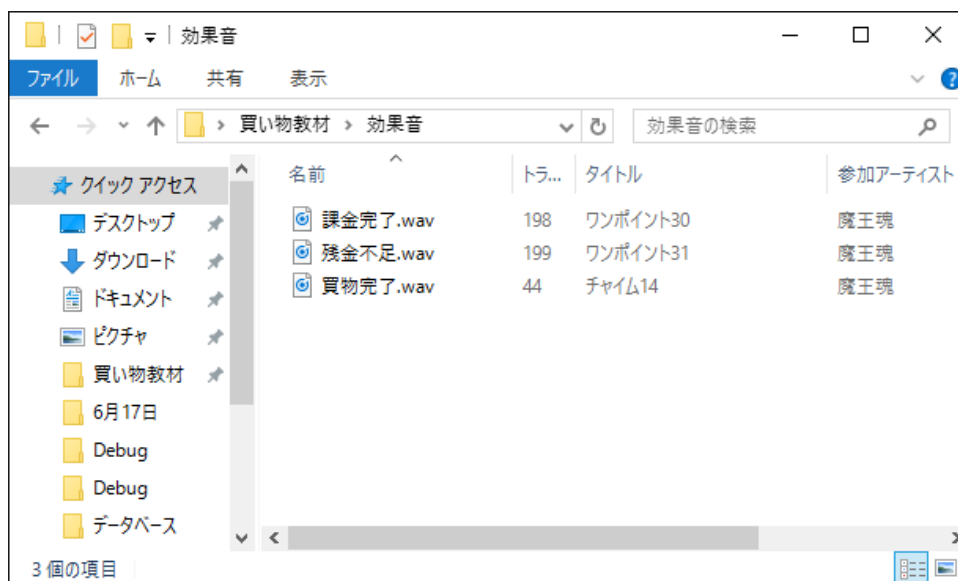 効果音
ファイル ホーム 共有 表示
買い物教材 › 効果音 効果音の検索
名前 トラ... タイトル 参加アーティスト
課金完了.wav 198 ワンポイント30 魔王魂
残金不足.wav 199 ワンポイント31 魔王魂
買物完了.wav 44 チャイム14 魔王魂
クイック アクセス
デスクトップ
ダウンロード
ドキュメント
ピクチャ
買い物教材
6月17日
Debug
Debug
データベース
3 個の項目